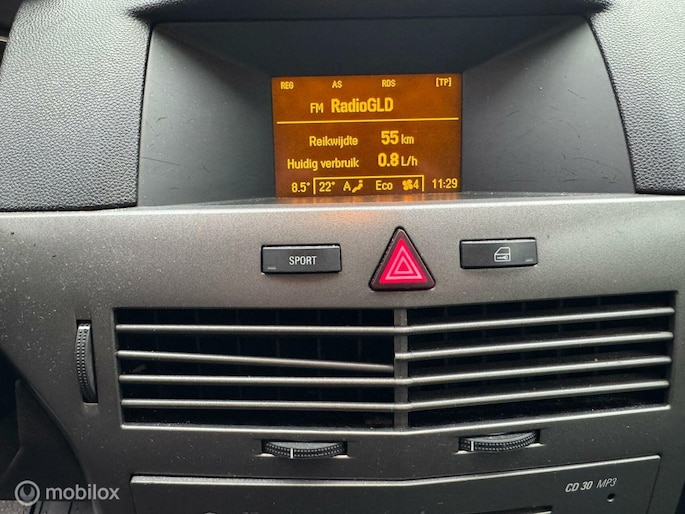 REG AS RDS [TP]
FM RadioGLD
Reikwijdte 55 km
Huidig verbruik 0.8 L/h
8.5° 22° A Eco 4 11:29
SPORT
CD 30 MP3
© mobilox